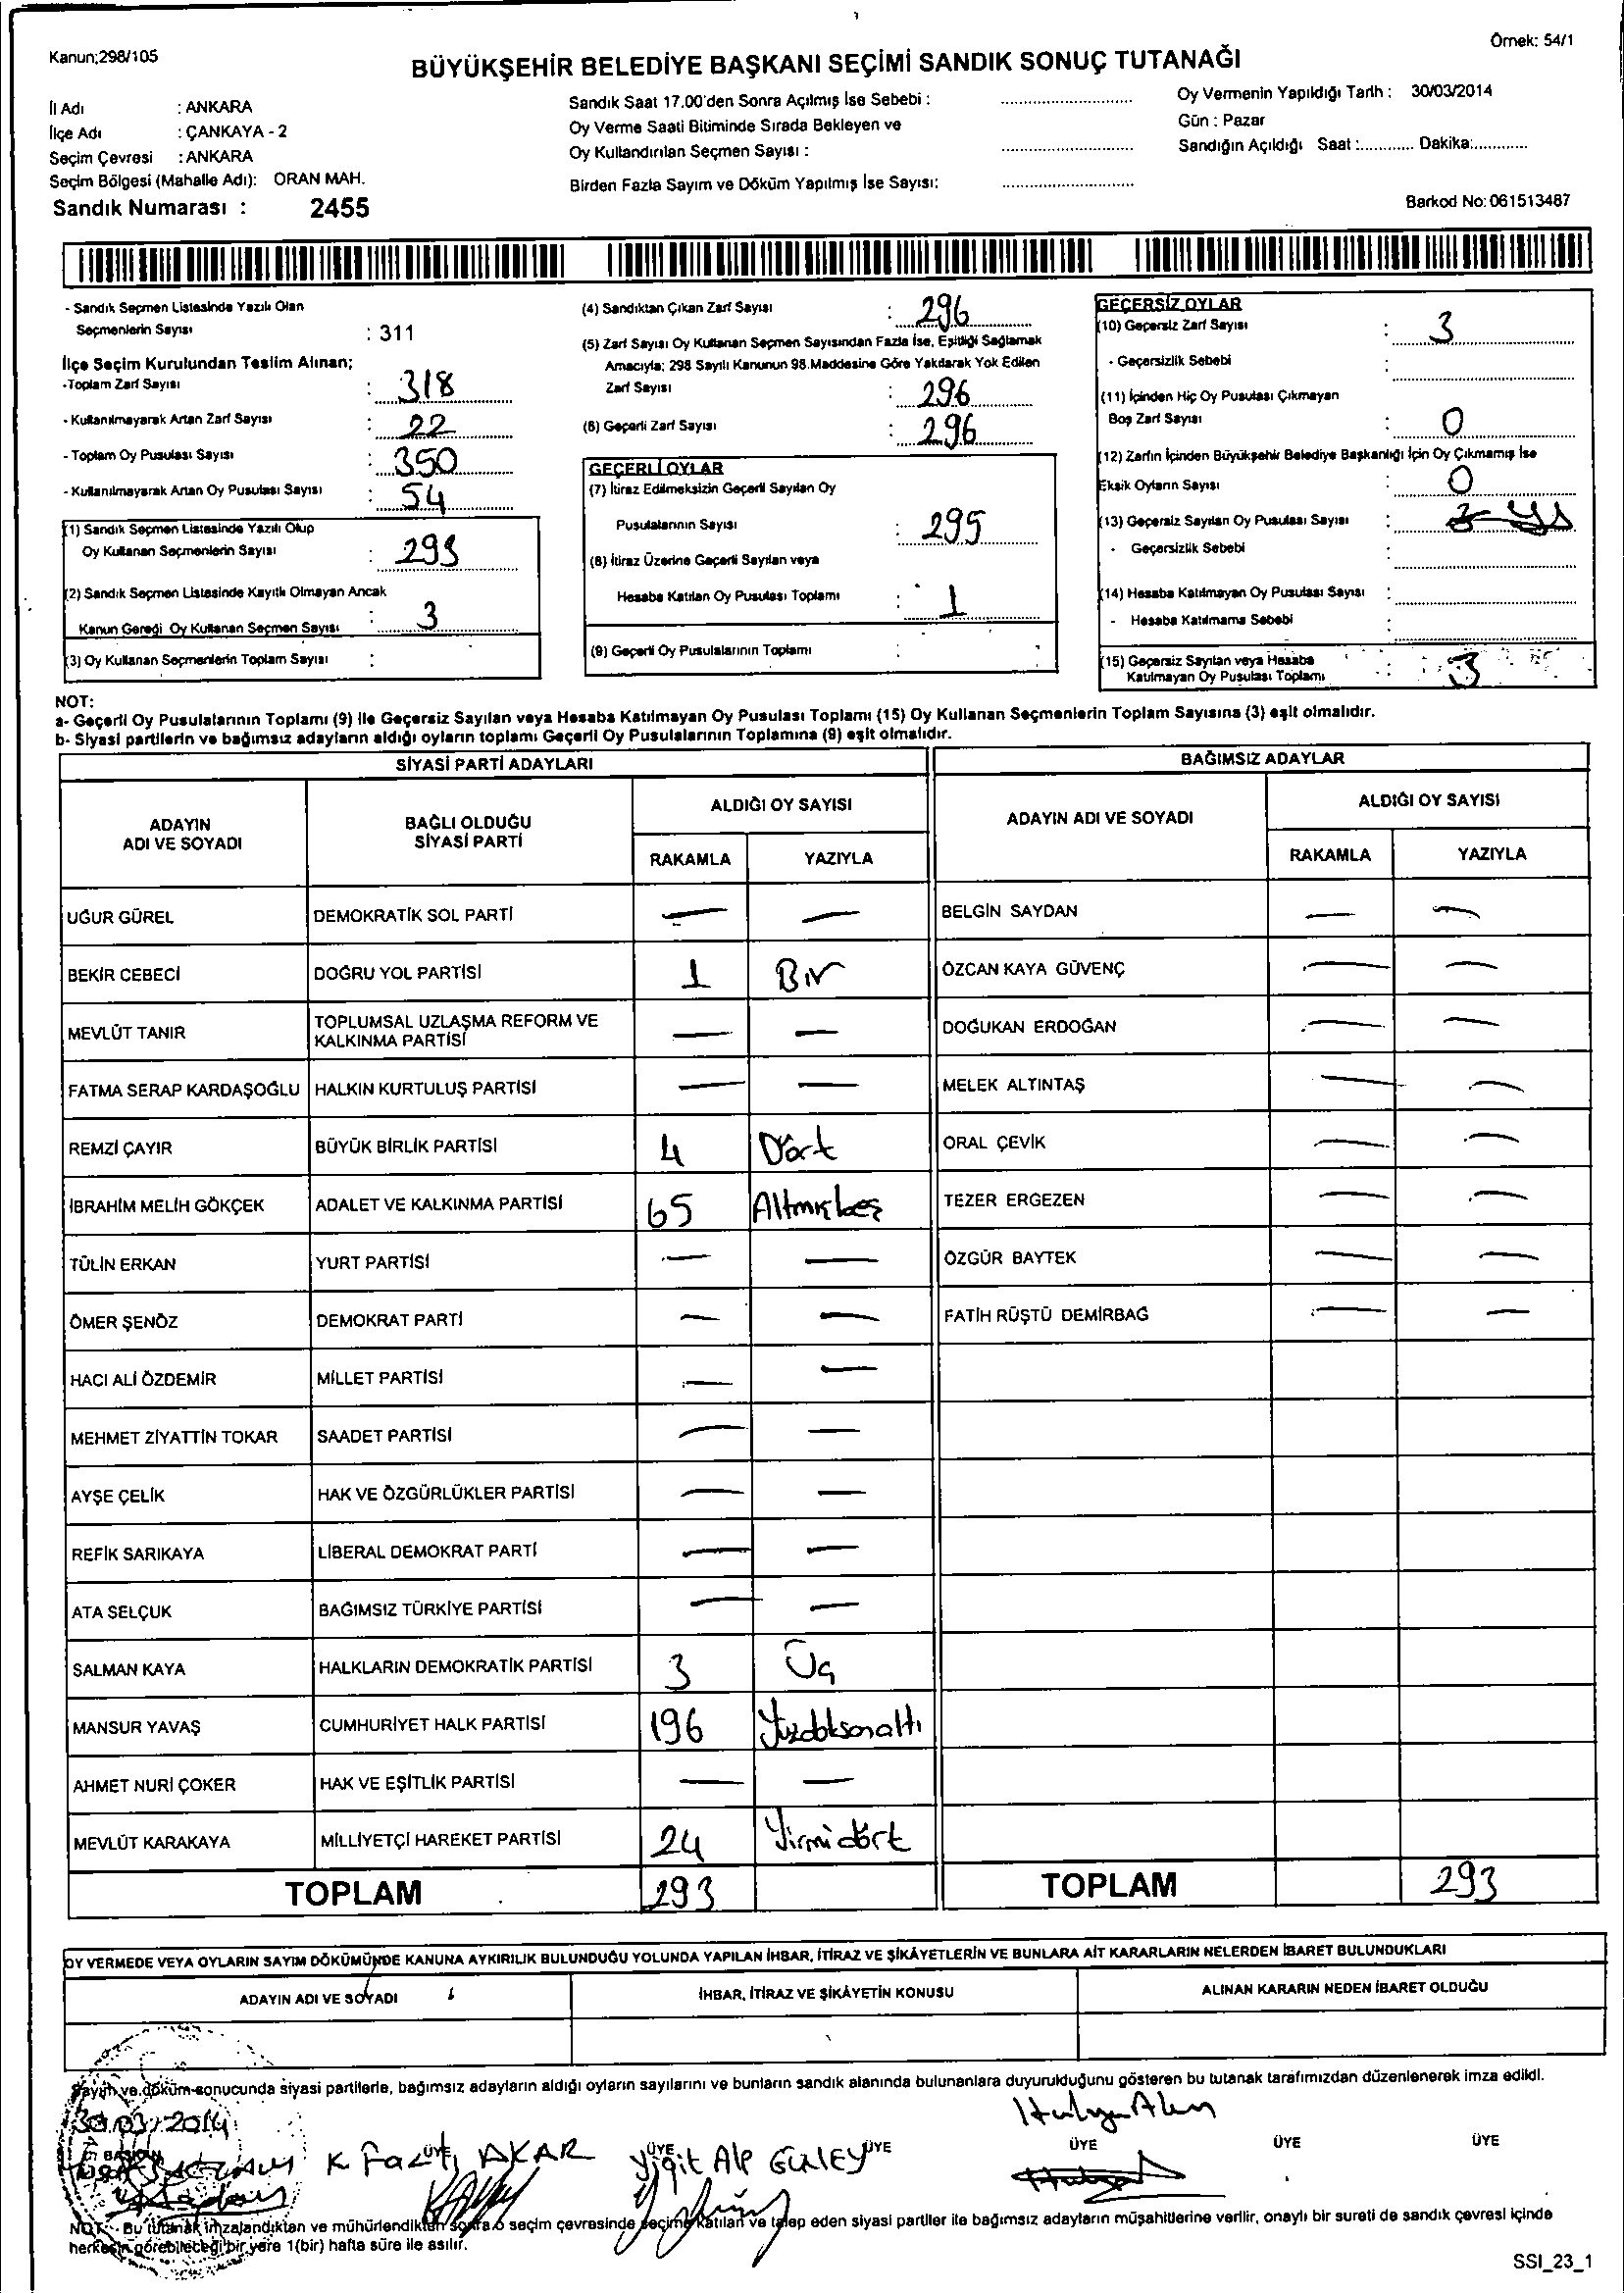 Kanun;298/105
Örnek: 54/1
BÜYÜKŞEHİR BELEDİYE BAŞKANI SEÇİMİ SANDIK SONUÇ TUTANAĞI
İl Adı : ANKARA
İlçe Adı : ÇANKAYA - 2
Seçim Çevresi : ANKARA
Seçim Bölgesi (Mahalle Adı): ORAN MAH.
Sandık Numarası : 2455
Sandık Saat 17.00'den Sonra Açılmış İse Sebebi :
Oy Verme Saati Bitiminde Sırada Bekleyen ve
Oy Kullandırılan Seçmen Sayısı :
Birden Fazla Sayım ve Döküm Yapılmış İse Sayısı:
Oy Vermenin Yapıldığı Tarih : 30/03/2014
Gün : Pazar
Sandığın Açıldığı Saat :............ Dakika:............
Barkod No: 061513487
- Sandık Seçmen Listesinde Yazılı Olan
Seçmenlerin Sayısı : 311
İlçe Seçim Kurulundan Teslim Alınan;
-Toplam Zarf Sayısı : 318
- Kullanılmayarak Artan Zarf Sayısı : 22
- Toplam Oy Pusulası Sayısı : 350
- Kullanılmayarak Artan Oy Pusulası Sayısı : 54
(1) Sandık Seçmen Listesinde Yazılı Olup
Oy Kullanan Seçmenlerin Sayısı : 293
(2) Sandık Seçmen Listesinde Kayıtlı Olmayan Ancak
Kanun Gereği Oy Kullanan Seçmen Sayısı : 3
(3) Oy Kullanan Seçmenlerin Toplam Sayısı :
(4) Sandıktan Çıkan Zarf Sayısı : 296
(5) Zarf Sayısı Oy Kullanan Seçmen Sayısından Fazla İse, Eşitliği Sağlamak
Amacıyla; 298 Sayılı Kanunun 98.Maddesine Göre Yakılarak Yok Edilen
Zarf Sayısı : 296
(6) Geçerli Zarf Sayısı : 296
GEÇERLİ OYLAR
(7) İtiraz Edilmeksizin Geçerli Sayılan Oy
Pusulalarının Sayısı : 295
(8) İtiraz Üzerine Geçerli Sayılan veya
Hesaba Katılan Oy Pusulası Toplamı : 1
(9) Geçerli Oy Pusulalarının Toplamı :
GEÇERSİZ OYLAR
(10) Geçersiz Zarf Sayısı : 3
- Geçersizlik Sebebi :
(11) İçinden Hiç Oy Pusulası Çıkmayan
Boş Zarf Sayısı : 0
(12) Zarfın İçinden Büyükşehir Belediye Başkanlığı İçin Oy Çıkmamış İse
Eksik Oyların Sayısı : 0
(13) Geçersiz Sayılan Oy Pusulası Sayısı : 3
- Geçersizlik Sebebi :
(14) Hesaba Katılmayan Oy Pusulası Sayısı :
- Hesaba Katılmama Sebebi :
(15) Geçersiz Sayılan veya Hesaba
Katılmayan Oy Pusulası Toplamı : 3
NOT:
a- Geçerli Oy Pusulalarının Toplamı (9) ile Geçersiz Sayılan veya Hesaba Katılmayan Oy Pusulası Toplamı (15) Oy Kullanan Seçmenlerin Toplam Sayısına (3) eşit olmalıdır.
b- Siyasi partilerin ve bağımsız adayların aldığı oyların toplamı Geçerli Oy Pusulalarının Toplamına (9) eşit olmalıdır.
SİYASİ PARTİ ADAYLARI
ADAYIN
ADI VE SOYADI
BAĞLI OLDUĞU
SİYASİ PARTİ
ALDIĞI OY SAYISI
RAKAMLA YAZIYLA
UĞUR GÜREL DEMOKRATİK SOL PARTİ — —
BEKİR CEBECİ DOĞRU YOL PARTİSİ 1 Bir
MEVLÜT TANIR TOPLUMSAL UZLAŞMA REFORM VE
KALKINMA PARTİSİ — —
FATMA SERAP KARDAŞOĞLU HALKIN KURTULUŞ PARTİSİ — —
REMZİ ÇAYIR BÜYÜK BİRLİK PARTİSİ 4 Dört
İBRAHİM MELİH GÖKÇEK ADALET VE KALKINMA PARTİSİ 65 Altmışbeş
TÜLİN ERKAN YURT PARTİSİ — —
ÖMER ŞENÖZ DEMOKRAT PARTİ — —
HACI ALİ ÖZDEMİR MİLLET PARTİSİ — —
MEHMET ZİYATTİN TOKAR SAADET PARTİSİ — —
AYŞE ÇELİK HAK VE ÖZGÜRLÜKLER PARTİSİ — —
REFİK SARIKAYA LİBERAL DEMOKRAT PARTİ — —
ATA SELÇUK BAĞIMSIZ TÜRKİYE PARTİSİ — —
SALMAN KAYA HALKLARIN DEMOKRATİK PARTİSİ 3 Üç
MANSUR YAVAŞ CUMHURİYET HALK PARTİSİ 196 Yüzdoksanaltı
AHMET NURİ ÇOKER HAK VE EŞİTLİK PARTİSİ — —
MEVLÜT KARAKAYA MİLLİYETÇİ HAREKET PARTİSİ 24 Yirmidört
TOPLAM 293
BAĞIMSIZ ADAYLAR
ADAYIN ADI VE SOYADI
ALDIĞI OY SAYISI
RAKAMLA YAZIYLA
BELGİN SAYDAN — —
ÖZCAN KAYA GÜVENÇ — —
DOĞUKAN ERDOĞAN — —
MELEK ALTINTAŞ — —
ORAL ÇEVİK — —
TEZER ERGEZEN — —
ÖZGÜR BAYTEK — —
FATİH RÜŞTÜ DEMİRBAĞ — —
TOPLAM 293
OY VERMEDE VEYA OYLARIN SAYIM DÖKÜMÜNDE KANUNA AYKIRILIK BULUNDUĞU YOLUNDA YAPILAN İHBAR, İTİRAZ VE ŞİKÂYETLERİN VE BUNLARA AİT KARARLARIN NELERDEN İBARET BULUNDUKLARI
ADAYIN ADI VE SOYADI
İHBAR, İTİRAZ VE ŞİKÂYETİN KONUSU
ALINAN KARARIN NEDEN İBARET OLDUĞU
Sayım ve döküm sonucunda siyasi partilerle, bağımsız adayların aldığı oyların sayılarını ve bunların sandık alanında bulunanlara duyurulduğunu gösteren bu tutanak tarafımızdan düzenlenerek imza edildi.
30/03/2014
BAŞKAN ÜYE ÜYE ÜYE ÜYE ÜYE ÜYE
K Fazıl AKAR Yiğit Alp GÜLEY
NOT:- Bu tutanak imzalandıktan ve mühürlendikten sonra o seçim çevresinde seçime katılan ve talep eden siyasi partiler ile bağımsız adayların müşahitlerine verilir, onaylı bir sureti de sandık çevresi içinde
herkesin görebileceği bir yere 1(bir) hafta süre ile asılır.
SSI_23_1